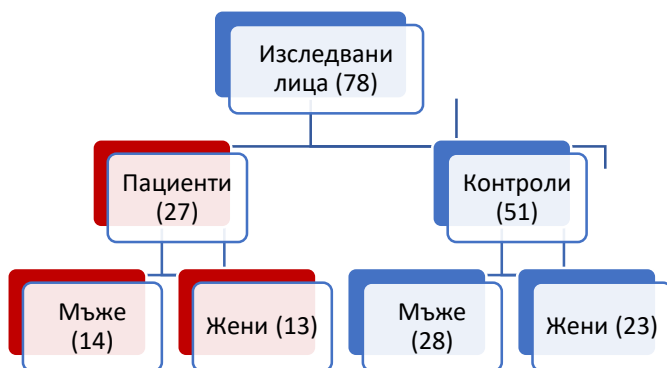 Изследвани
лица (78)
Пациенти
(27)
Контроли
(51)
Мъже
(14)
Жени (13)
Мъже
(28)
Жени (23)